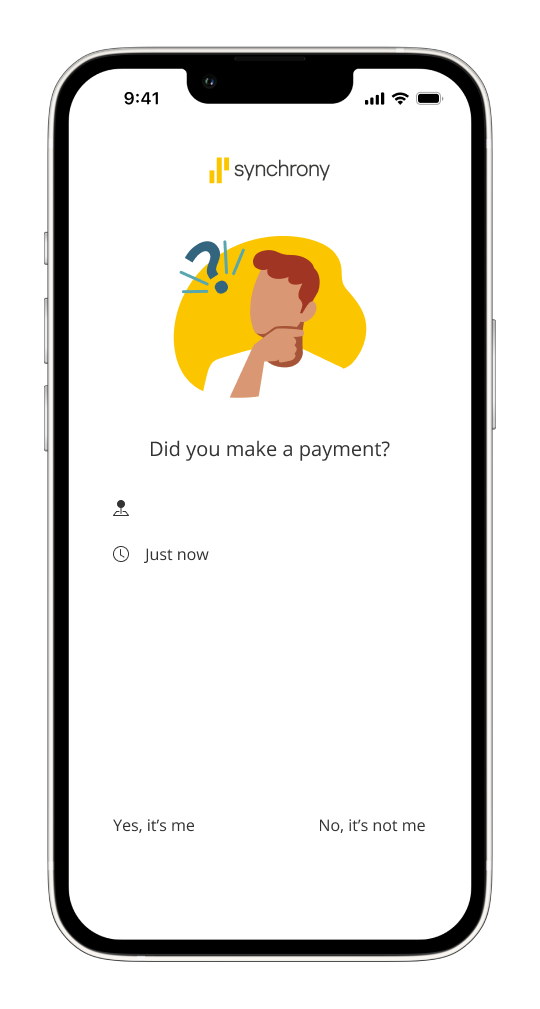 9:41
synchrony
?
Did you make a payment?
Just now
Yes, it’s me
No, it’s not me